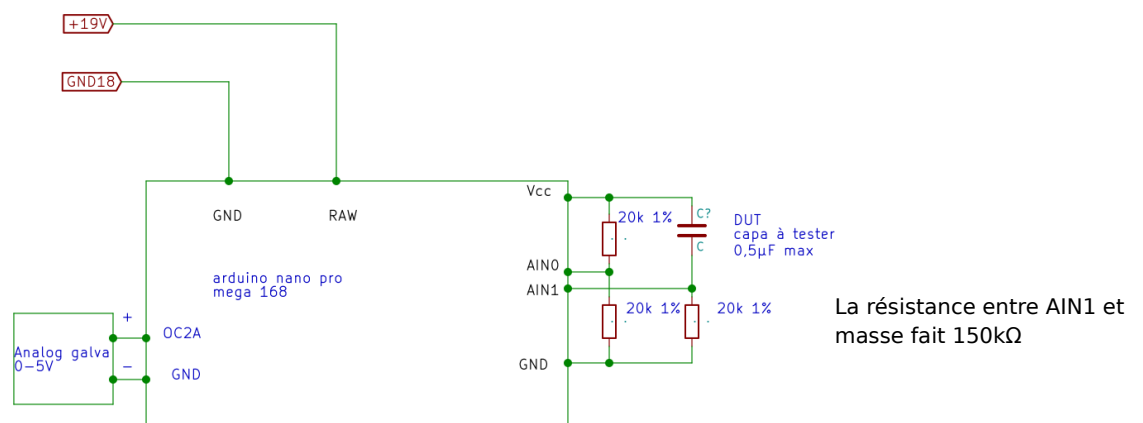 +19V
GND18
GND
RAW
Vcc
20k 1%
C?
C
DUT
capa à tester
0,5µF max
AIN0
AIN1
arduino nano pro
mega 168
20k 1%
20k 1%
La résistance entre AIN1 et
masse fait 150kΩ
+
OC2A
Analog galva
0-5V
-
GND
GND